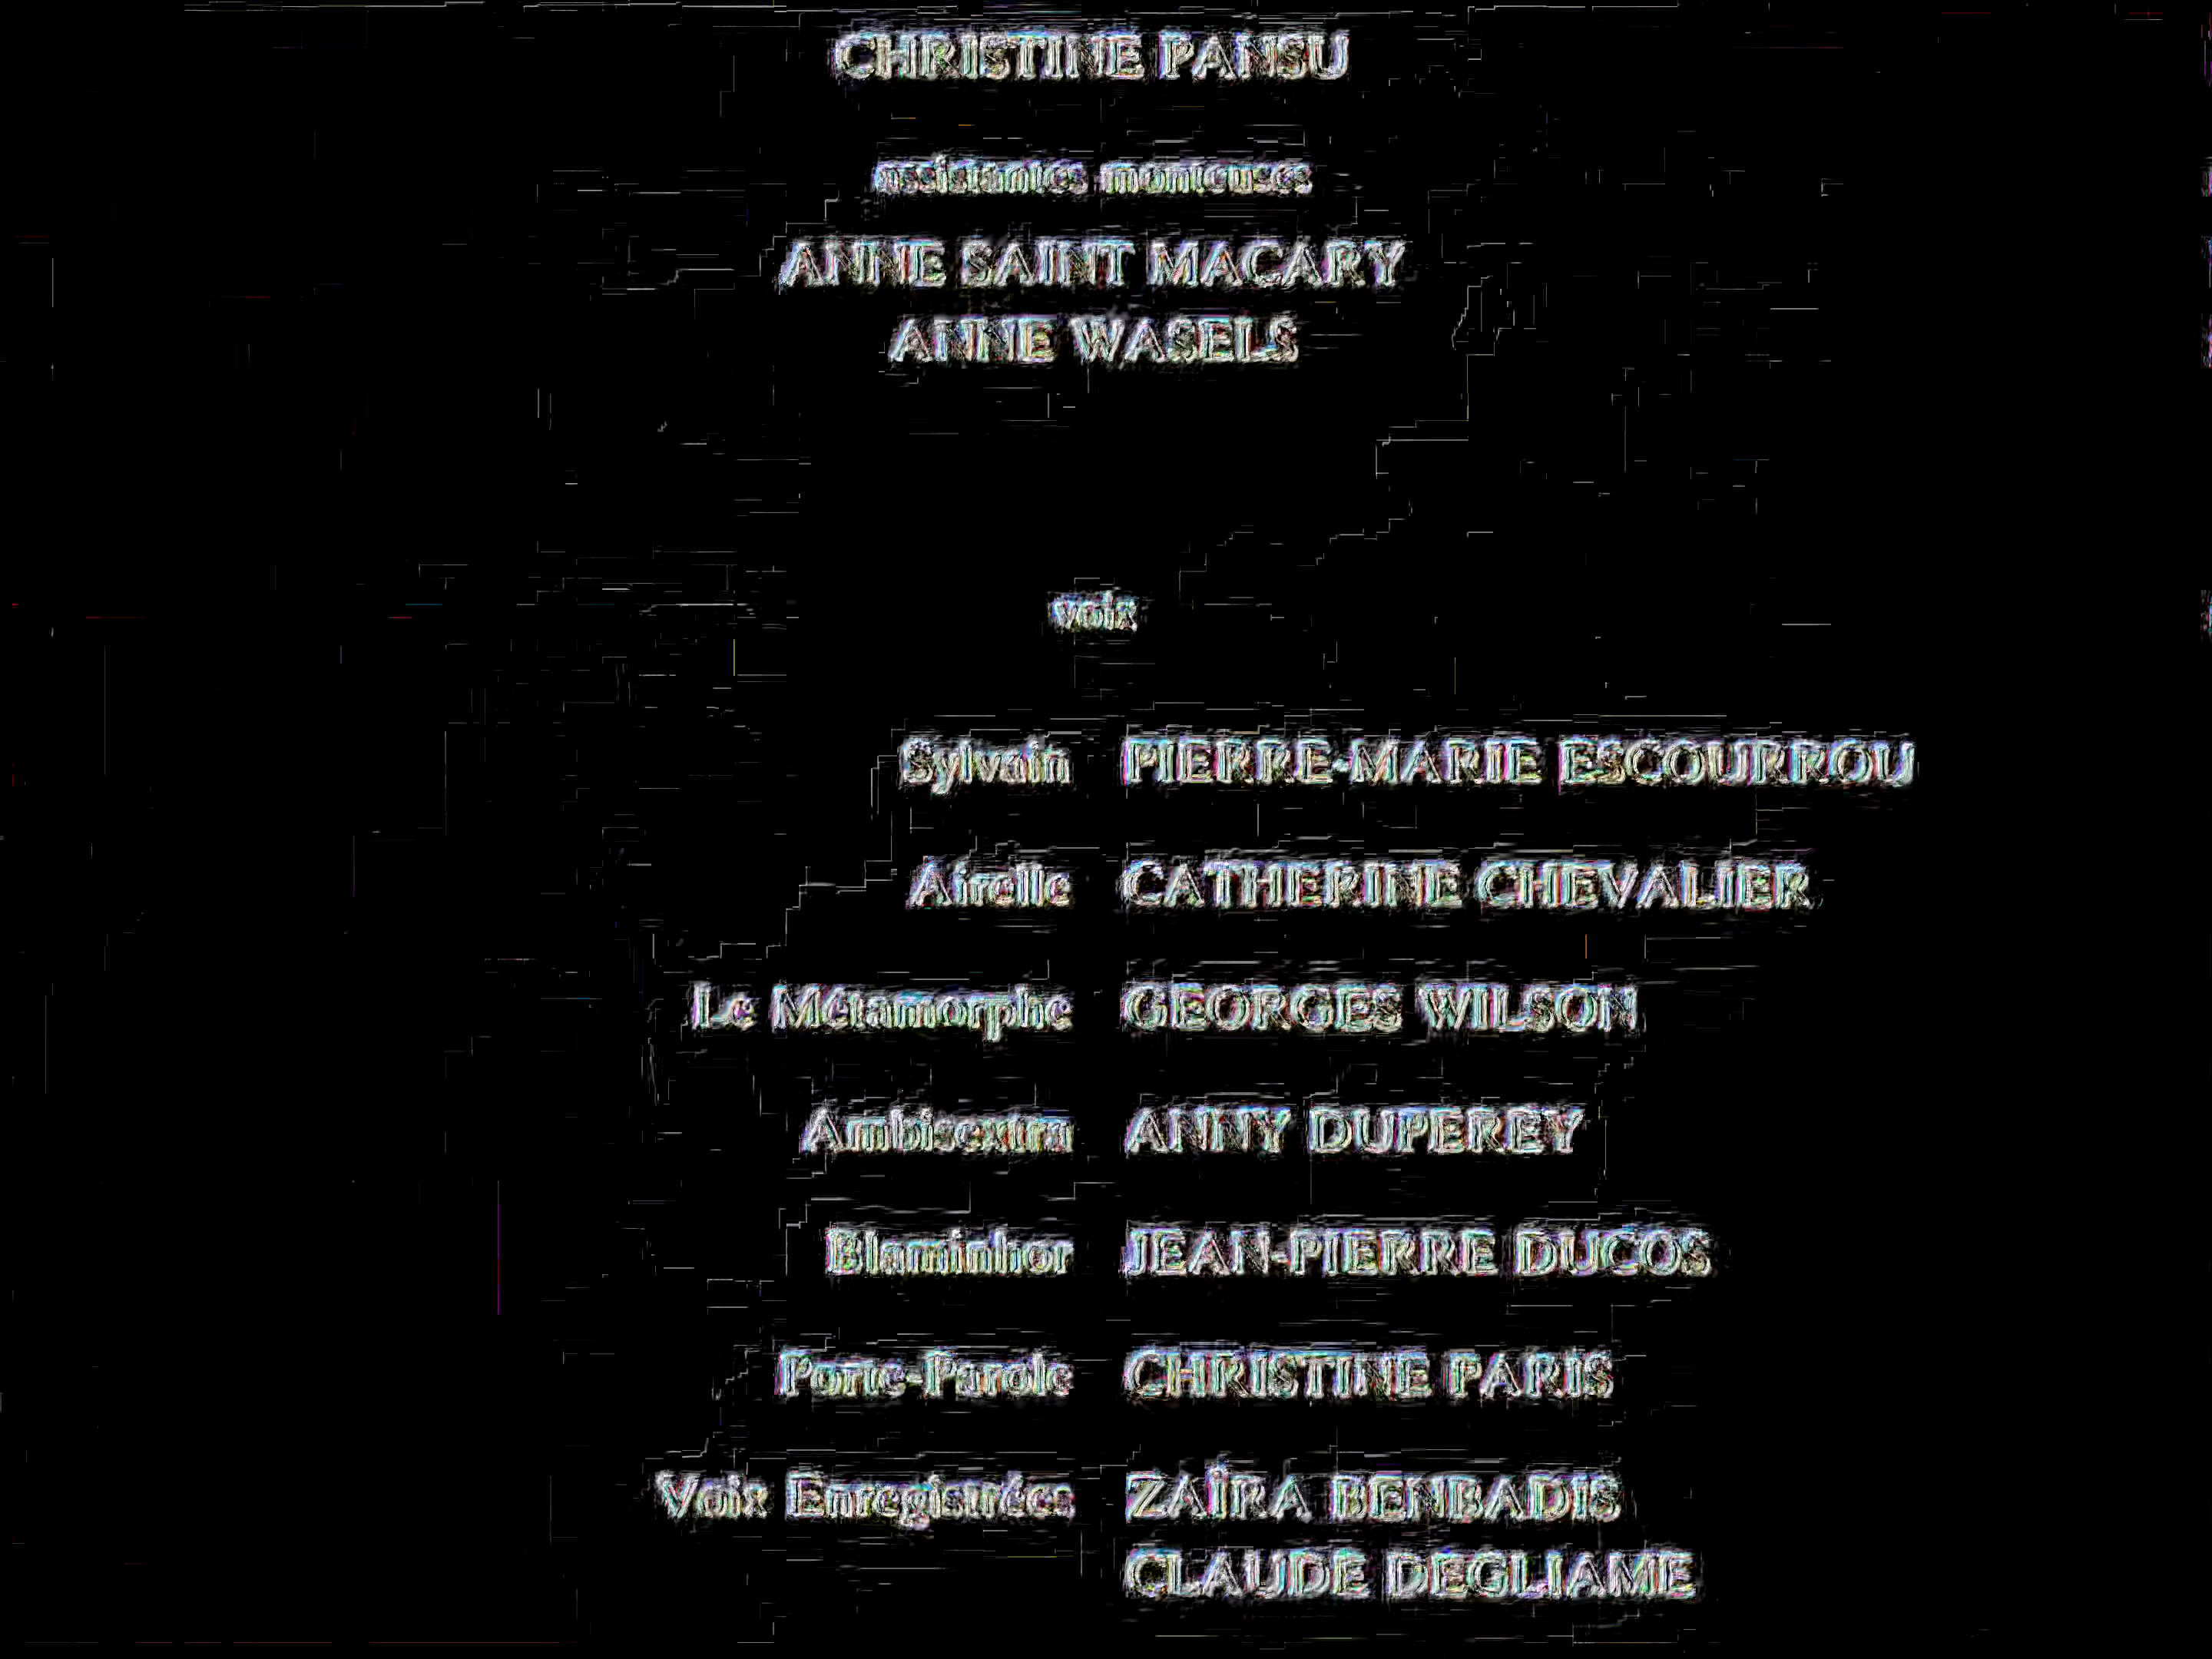 CHRISTINE PANSU
assistantes monteuses
ANNE SAINT MACARY
ANNE WASELS
voix
Sylvain PIERRE-MARIE ESCOURROU
Airelle CATHERINE CHEVALIER
Le Métamorphe GEORGES WILSON
Ambisextra ANNY DUPEREY
Blaminhor JEAN-PIERRE DUCOS
Porte-Parole CHRISTINE PARIS
Voix Enregistrées ZAÏRA BENBADIS
CLAUDE DEGLIAME